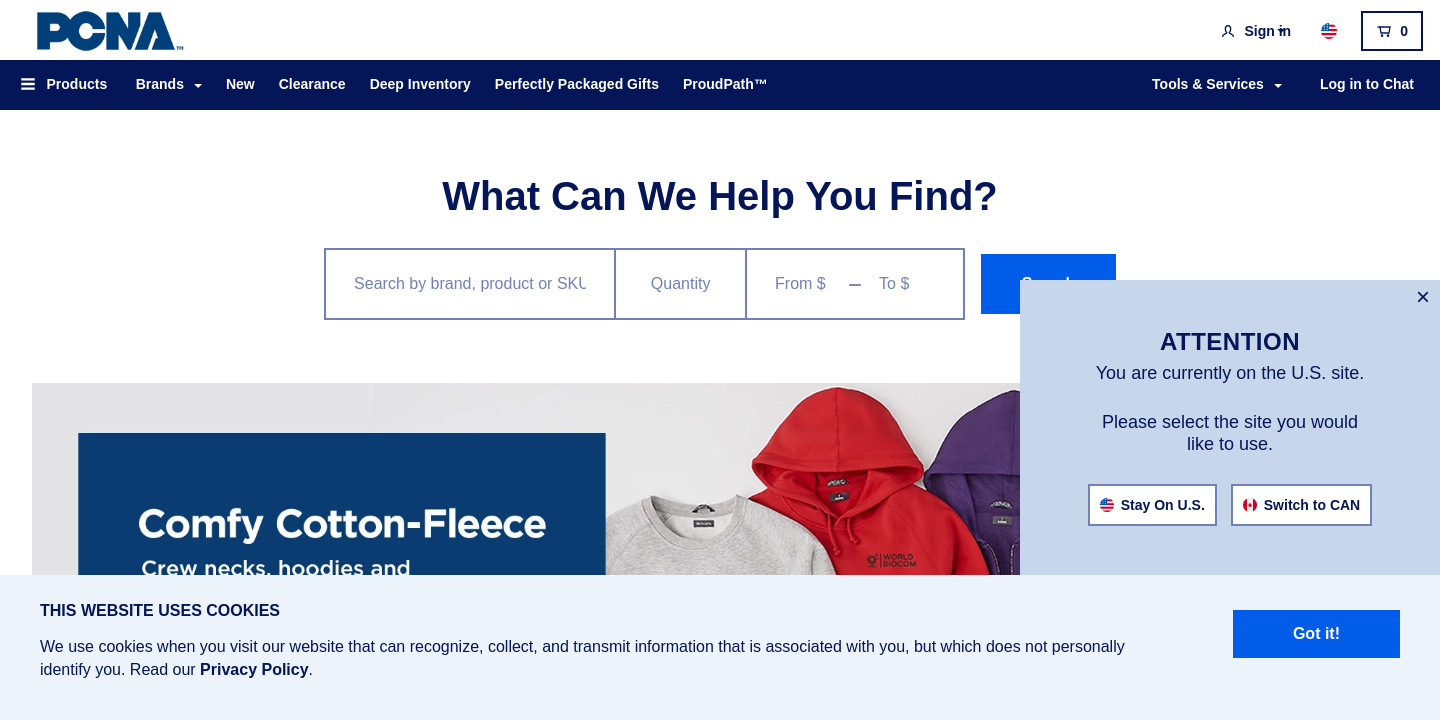 PCNA™
Sign in
0
Products
Brands
New
Clearance
Deep Inventory
Perfectly Packaged Gifts
ProudPath™
Tools & Services
Log in to Chat
What Can We Help You Find?
Search by brand, product or SKU
Quantity
From $
–
To $
ATTENTION
You are currently on the U.S. site.
Please select the site you would
like to use.
Stay On U.S.
Switch to CAN
Comfy Cotton-Fleece
Crew necks, hoodies and
WORLD
BIOCOM
THIS WEBSITE USES COOKIES
We use cookies when you visit our website that can recognize, collect, and transmit information that is associated with you, but which does not personally
identify you. Read our Privacy Policy.
Got it!